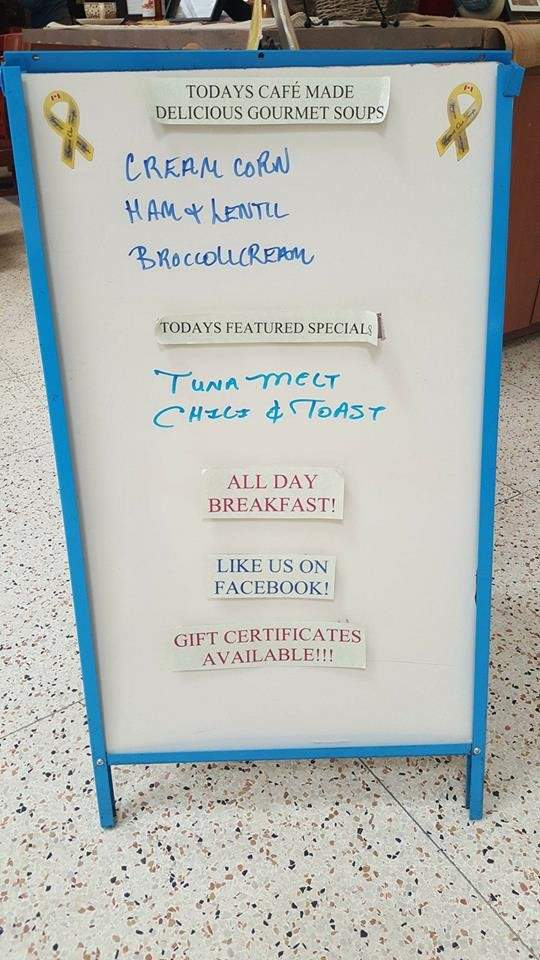 TODAYS CAFÉ MADE
DELICIOUS GOURMET SOUPS
CREAM CORN
HAM & LENTIL
BROCCOLI CREAM
TODAYS FEATURED SPECIALS
TUNA MELT
CHILI & TOAST
ALL DAY
BREAKFAST!
LIKE US ON
FACEBOOK!
GIFT CERTIFICATES
AVAILABLE!!!